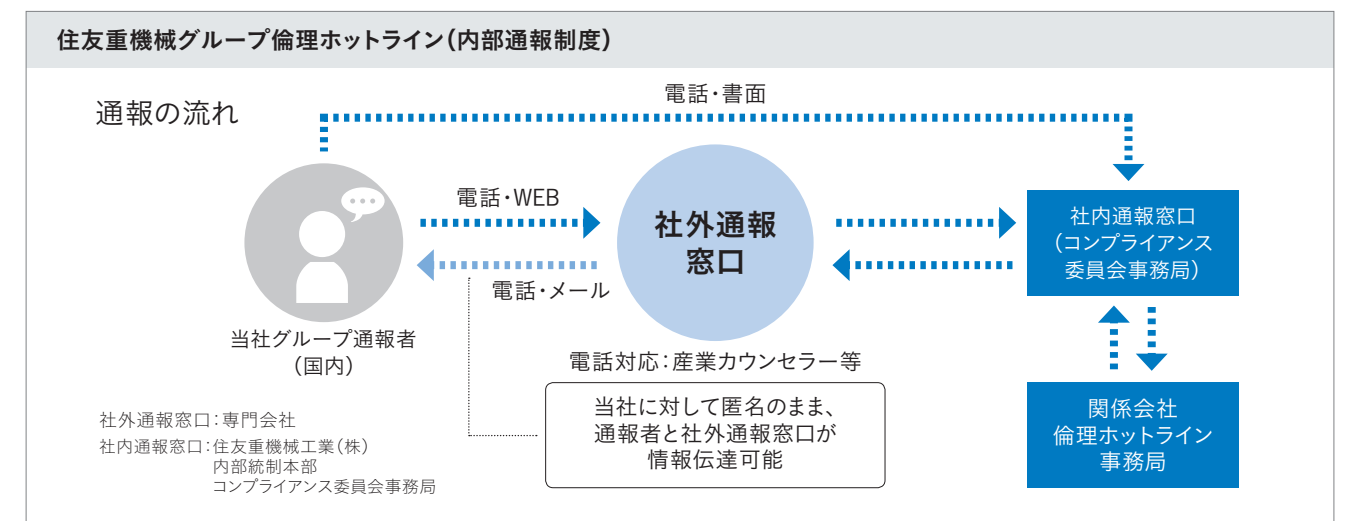 住友重機械グループ倫理ホットライン(内部通報制度)
通報の流れ
電話・書面
電話・WEB
社外通報
窓口
社内通報窓口
(コンプライアンス
委員会事務局)
電話・メール
当社グループ通報者
(国内)
電話対応:産業カウンセラー等
当社に対して匿名のまま、
通報者と社外通報窓口が
情報伝達可能
関係会社
倫理ホットライン
事務局
社外通報窓口:専門会社
社内通報窓口:住友重機械工業(株)
内部統制本部
コンプライアンス委員会事務局